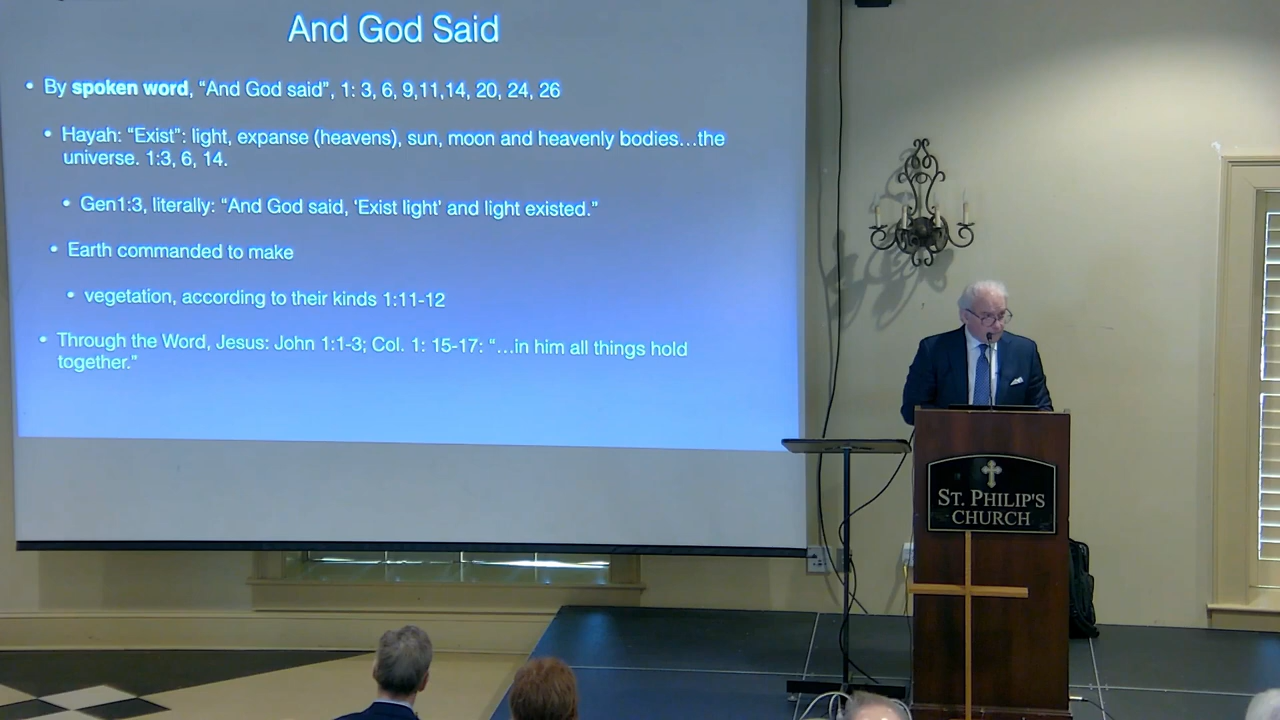 And God Said
• By spoken word, “And God said”, 1: 3, 6, 9,11,14, 20, 24, 26
• Hayah: “Exist”: light, expanse (heavens), sun, moon and heavenly bodies…the
universe. 1:3, 6, 14.
• Gen1:3, literally: “And God said, ‘Exist light’ and light existed.”
• Earth commanded to make
• vegetation, according to their kinds 1:11-12
• Through the Word, Jesus: John 1:1-3; Col. 1: 15-17: “…in him all things hold
together.”
ST. PHILIP'S
CHURCH